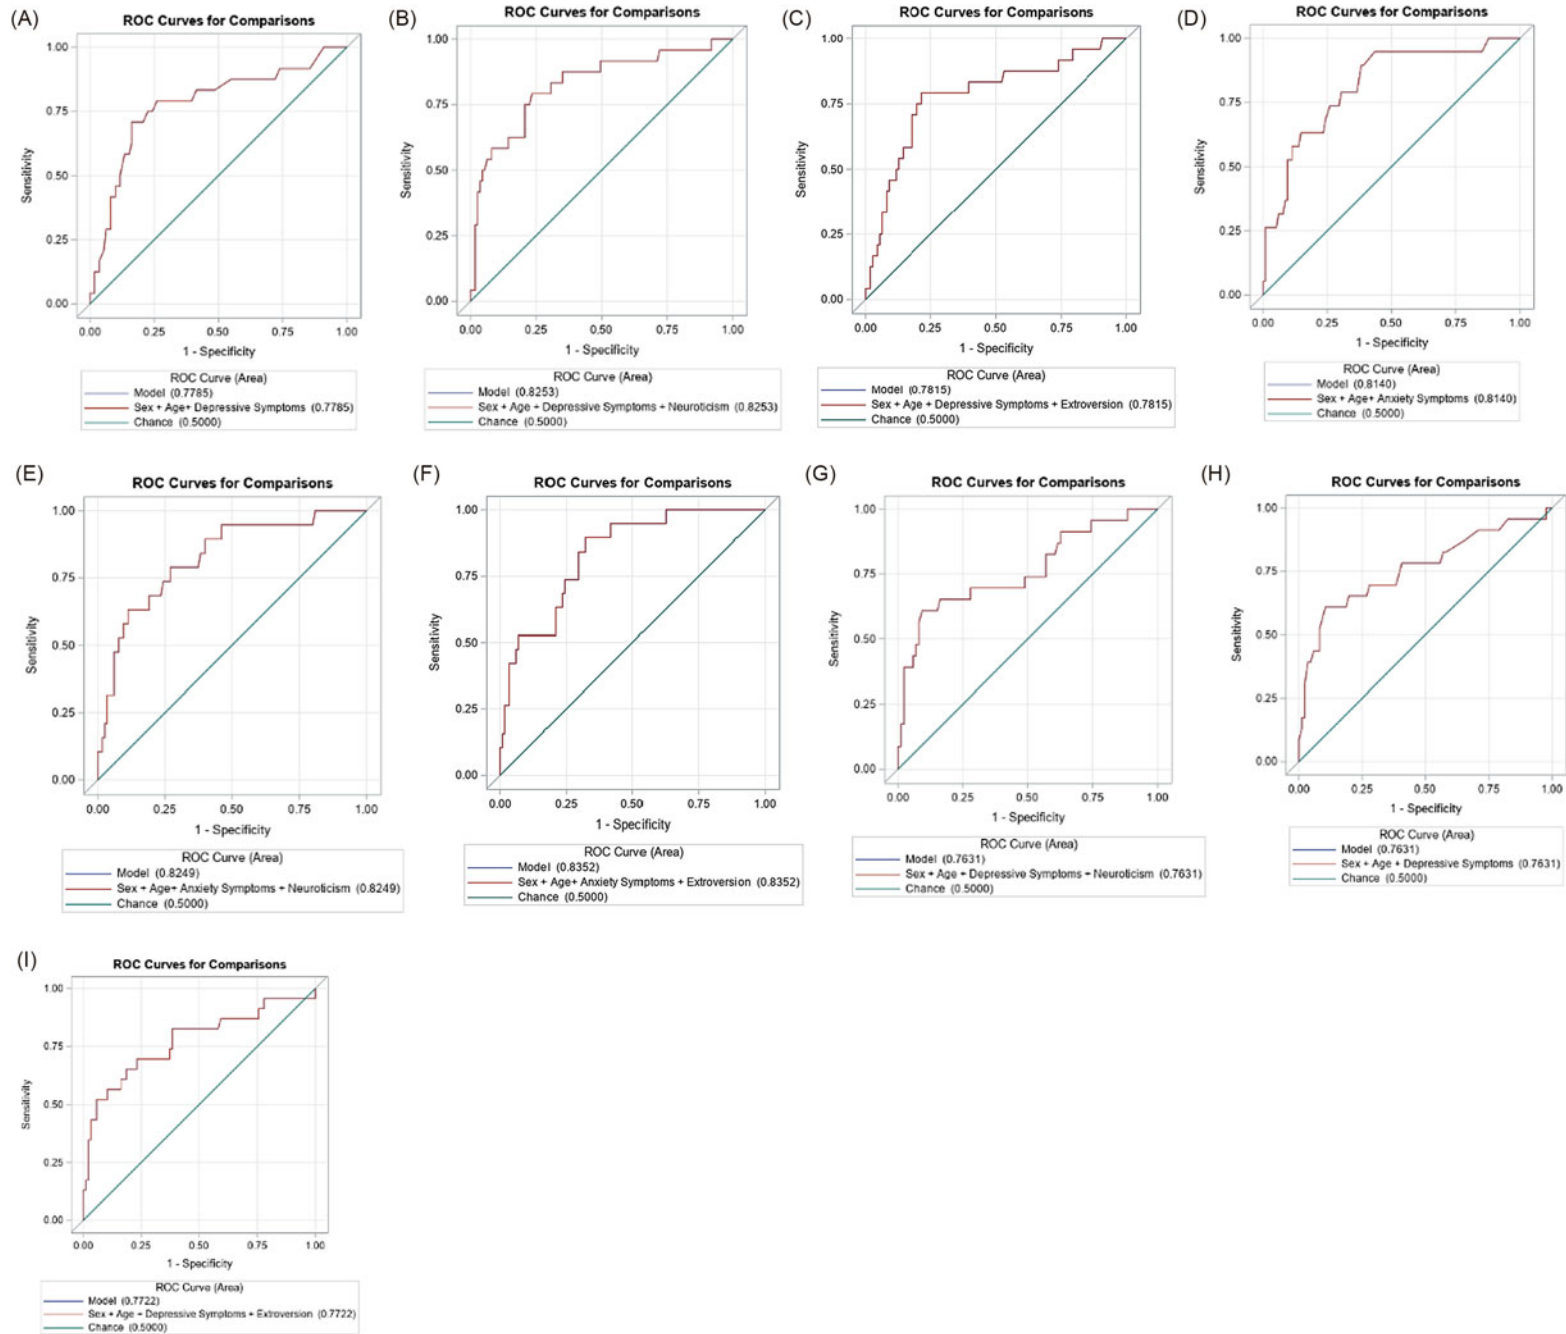 (A)
ROC Curves for Comparisons
1.00
0.75
0.50
0.25
0.00
Sensitivity
0.00 0.25 0.50 0.75 1.00
1 - Specificity
ROC Curve (Area)
Model (0.7785)
Sex + Age+ Depressive Symptoms (0.7785)
Chance (0.5000)
(B)
ROC Curves for Comparisons
1.00
0.75
0.50
0.25
0.00
Sensitivity
0.00 0.25 0.50 0.75 1.00
1 - Specificity
ROC Curve (Area)
Model (0.8253)
Sex + Age + Depressive Symptoms + Neuroticism (0.8253)
Chance (0.5000)
(C)
ROC Curves for Comparisons
1.00
0.75
0.50
0.25
0.00
Sensitivity
0.00 0.25 0.50 0.75 1.00
1 - Specificity
ROC Curve (Area)
Model (0.7815)
Sex + Age + Depressive Symptoms + Extroversion (0.7815)
Chance (0.5000)
(D)
ROC Curves for Comparisons
1.00
0.75
0.50
0.25
0.00
Sensitivity
0.00 0.25 0.50 0.75 1.00
1 - Specificity
ROC Curve (Area)
Model (0.8140)
Sex + Age+ Anxiety Symptoms (0.8140)
Chance (0.5000)
(E)
ROC Curves for Comparisons
1.00
0.75
0.50
0.25
0.00
Sensitivity
0.00 0.25 0.50 0.75 1.00
1 - Specificity
ROC Curve (Area)
Model (0.8249)
Sex + Age+ Anxiety Symptoms + Neuroticism (0.8249)
Chance (0.5000)
(F)
ROC Curves for Comparisons
1.00
0.75
0.50
0.25
0.00
Sensitivity
0.00 0.25 0.50 0.75 1.00
1 - Specificity
ROC Curve (Area)
Model (0.8352)
Sex + Age+ Anxiety Symptoms + Extroversion (0.8352)
Chance (0.5000)
(G)
ROC Curves for Comparisons
1.00
0.75
0.50
0.25
0.00
Sensitivity
0.00 0.25 0.50 0.75 1.00
1 - Specificity
ROC Curve (Area)
Model (0.7631)
Sex + Age + Depressive Symptoms + Neuroticism (0.7631)
Chance (0.5000)
(H)
ROC Curves for Comparisons
1.00
0.75
0.50
0.25
0.00
Sensitivity
0.00 0.25 0.50 0.75 1.00
1 - Specificity
ROC Curve (Area)
Model (0.7631)
Sex + Age + Depressive Symptoms (0.7631)
Chance (0.5000)
(I)
ROC Curves for Comparisons
1.00
0.75
0.50
0.25
0.00
Sensitivity
0.00 0.25 0.50 0.75 1.00
1 - Specificity
ROC Curve (Area)
Model (0.7722)
Sex + Age + Depressive Symptoms + Extroversion (0.7722)
Chance (0.5000)